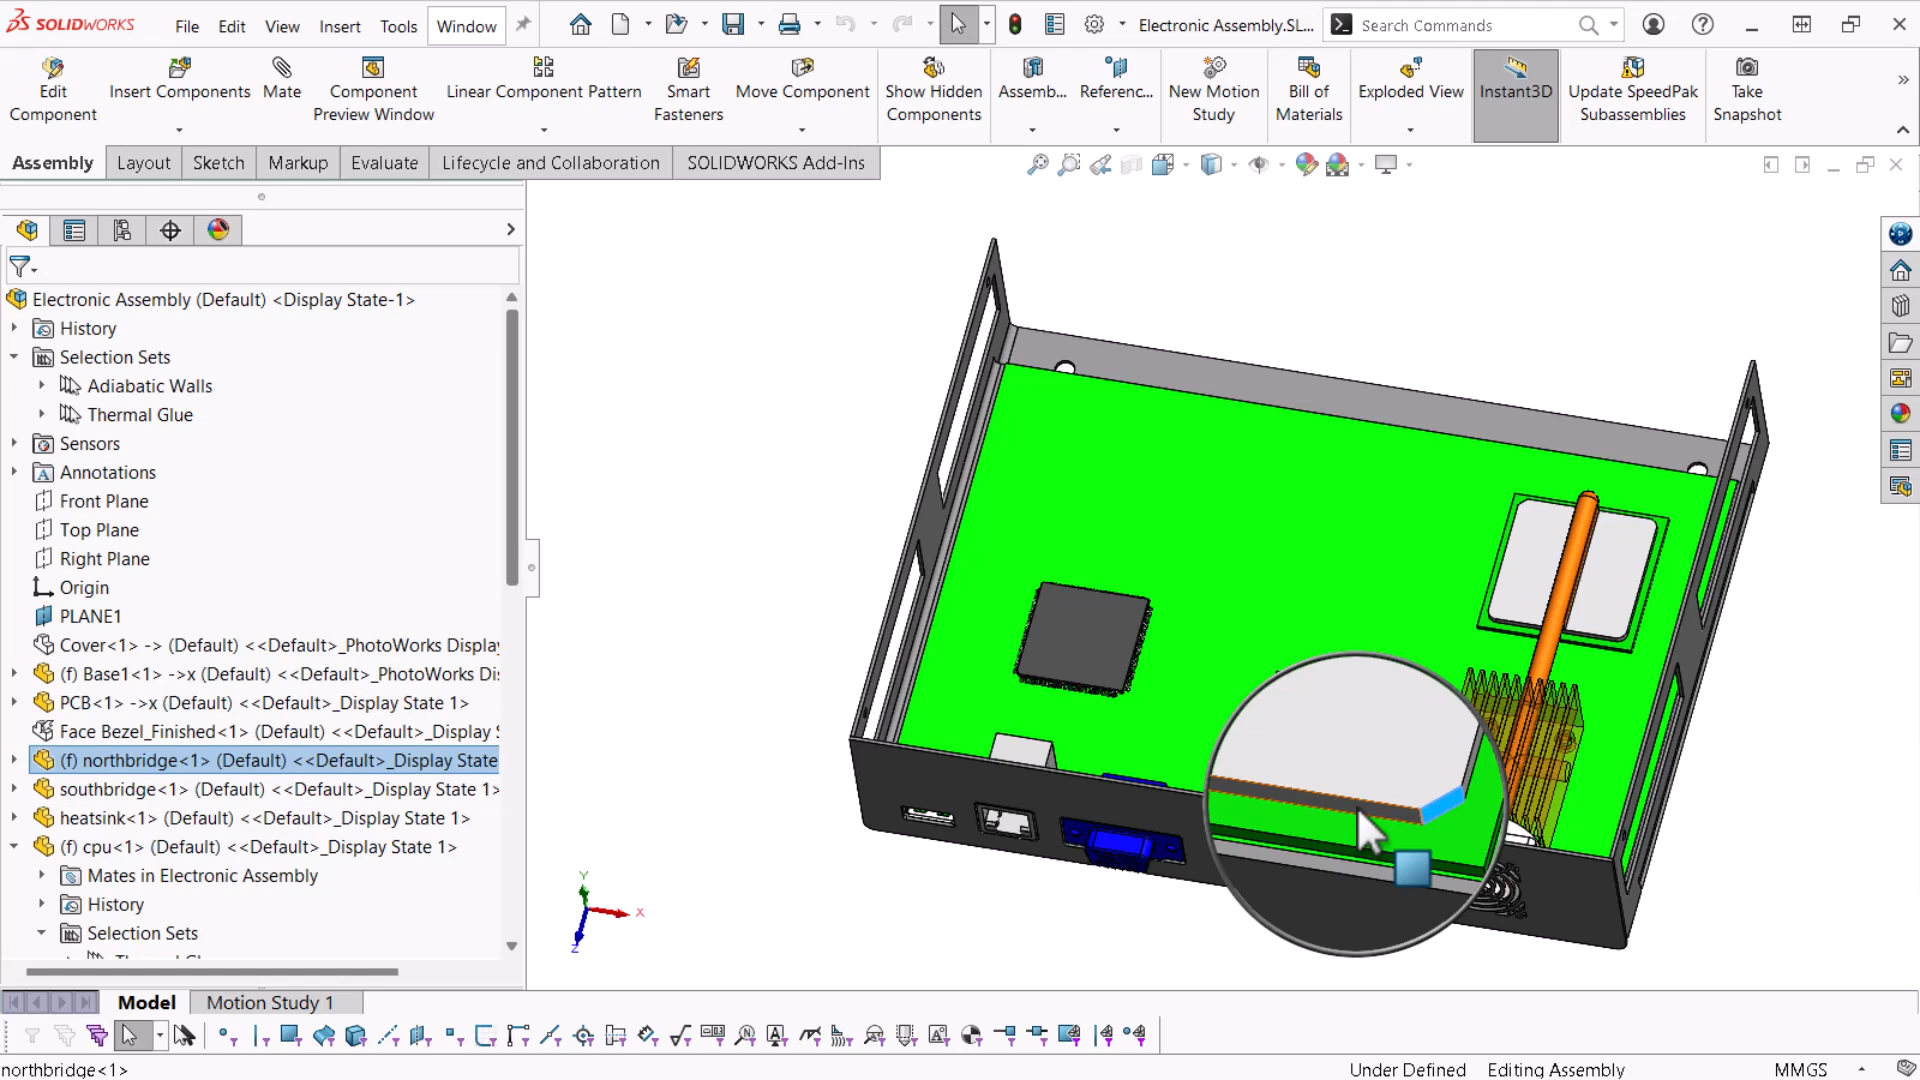 SOLIDWORKS
File Edit View Insert Tools Window
Electronic Assembly.SL...
Search Commands
Edit Component
Insert Components
Mate
Component Preview Window
Linear Component Pattern
Smart Fasteners
Move Component
Show Hidden Components
Assemb...
Referenc...
New Motion Study
Bill of Materials
Exploded View
Instant3D
Update SpeedPak Subassemblies
Take Snapshot
Assembly Layout Sketch Markup Evaluate Lifecycle and Collaboration SOLIDWORKS Add-Ins
Electronic Assembly (Default) <Display State-1>
History
Selection Sets
Adiabatic Walls
Thermal Glue
Sensors
Annotations
Front Plane
Top Plane
Right Plane
Origin
PLANE1
Cover<1> -> (Default) <<Default>_PhotoWorks Display
(f) Base1<1> ->x (Default) <<Default>_PhotoWorks Di
PCB<1> ->x (Default) <<Default>_Display State 1>
Face Bezel_Finished<1> (Default) <<Default>_Display
(f) northbridge<1> (Default) <<Default>_Display State
southbridge<1> (Default) <<Default>_Display State 1>
heatsink<1> (Default) <<Default>_Display State 1>
(f) cpu<1> (Default) <<Default>_Display State 1>
Mates in Electronic Assembly
History
Selection Sets
Y
X
Z
Model Motion Study 1
northbridge<1>
Under Defined Editing Assembly MMGS